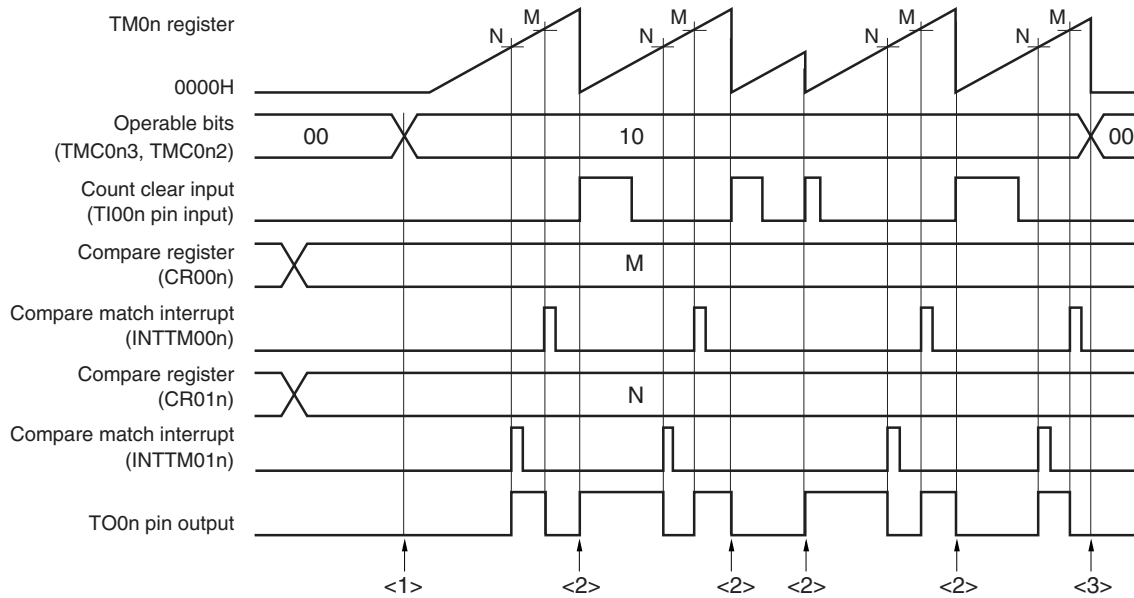 TM0n register
N M N M N M N M
0000H
Operable bits
(TMC0n3, TMC0n2)
00 10 00
Count clear input
(TI00n pin input)
Compare register
(CR00n)
M
Compare match interrupt
(INTTM00n)
Compare register
(CR01n)
N
Compare match interrupt
(INTTM01n)
TO0n pin output
<1> <2> <2> <2> <2> <3>